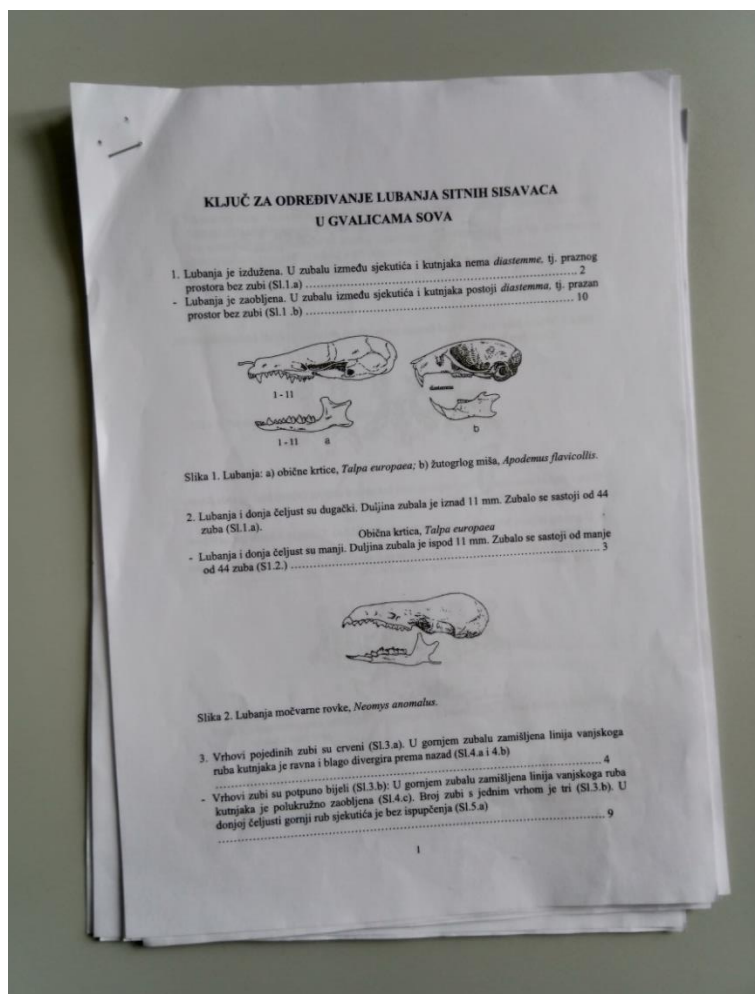 KLJUČ ZA ODREĐIVANJE LUBANJA SITNIH SISAVACA
U GVALICAMA SOVA
1. Lubanja je izdužena. U zubalu između sjekutića i kutnjaka nema diastemme, tj. praznog
prostora bez zubi (Sl.1.a) ........................................................ 2
- Lubanja je zaobljena. U zubalu između sjekutića i kutnjaka postoji diastemma, tj. prazan
prostor bez zubi (Sl.1 .b) ........................................................ 10
1 - 11
diastemma
1 - 11
a
b
Slika 1. Lubanja: a) obične krtice, Talpa europaea; b) žutogrlog miša, Apodemus flavicollis.
2. Lubanja i donja čeljust su dugački. Duljina zubala je iznad 11 mm. Zubalo se sastoji od 44
zuba (Sl.1.a).
Obična krtica, Talpa europaea
- Lubanja i donja čeljust su manji. Duljina zubala je ispod 11 mm. Zubalo se sastoji od manje
od 44 zuba (S1.2.) ........................................................ 3
Slika 2. Lubanja močvarne rovke, Neomys anomalus.
3. Vrhovi pojedinih zubi su crveni (Sl.3.a). U gornjem zubalu zamišljena linija vanjskoga
ruba kutnjaka je ravna i blago divergira prema nazad (Sl.4.a i 4.b)
........................................................ 4
- Vrhovi zubi su potpuno bijeli (Sl.3.b): U gornjem zubalu zamišljena linija vanjskoga ruba
kutnjaka je polukružno zaobljena (Sl.4.c). Broj zubi s jednim vrhom je tri (Sl.3.b). U
donjoj čeljusti gornji rub sjekutića je bez ispupčenja (Sl.5.a)
........................................................ 9
1